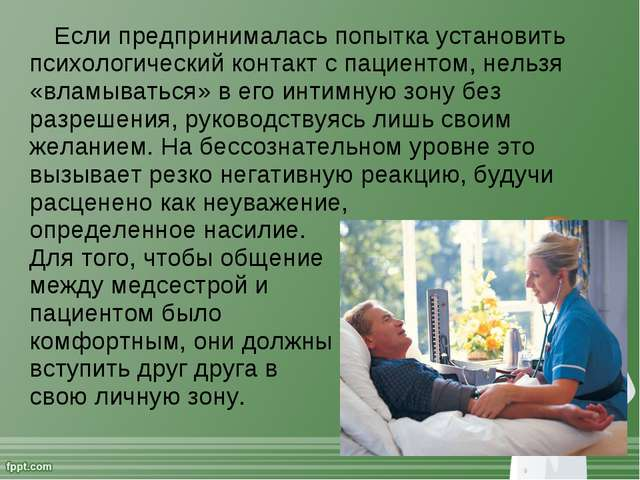 Если предпринималась попытка установить
психологический контакт с пациентом, нельзя
«вламываться» в его интимную зону без
разрешения, руководствуясь лишь своим
желанием. На бессознательном уровне это
вызывает резко негативную реакцию, будучи
расценено как неуважение,
определенное насилие.
Для того, чтобы общение
между медсестрой и
пациентом было
комфортным, они должны
вступить друг друга в
свою личную зону.
fppt.com